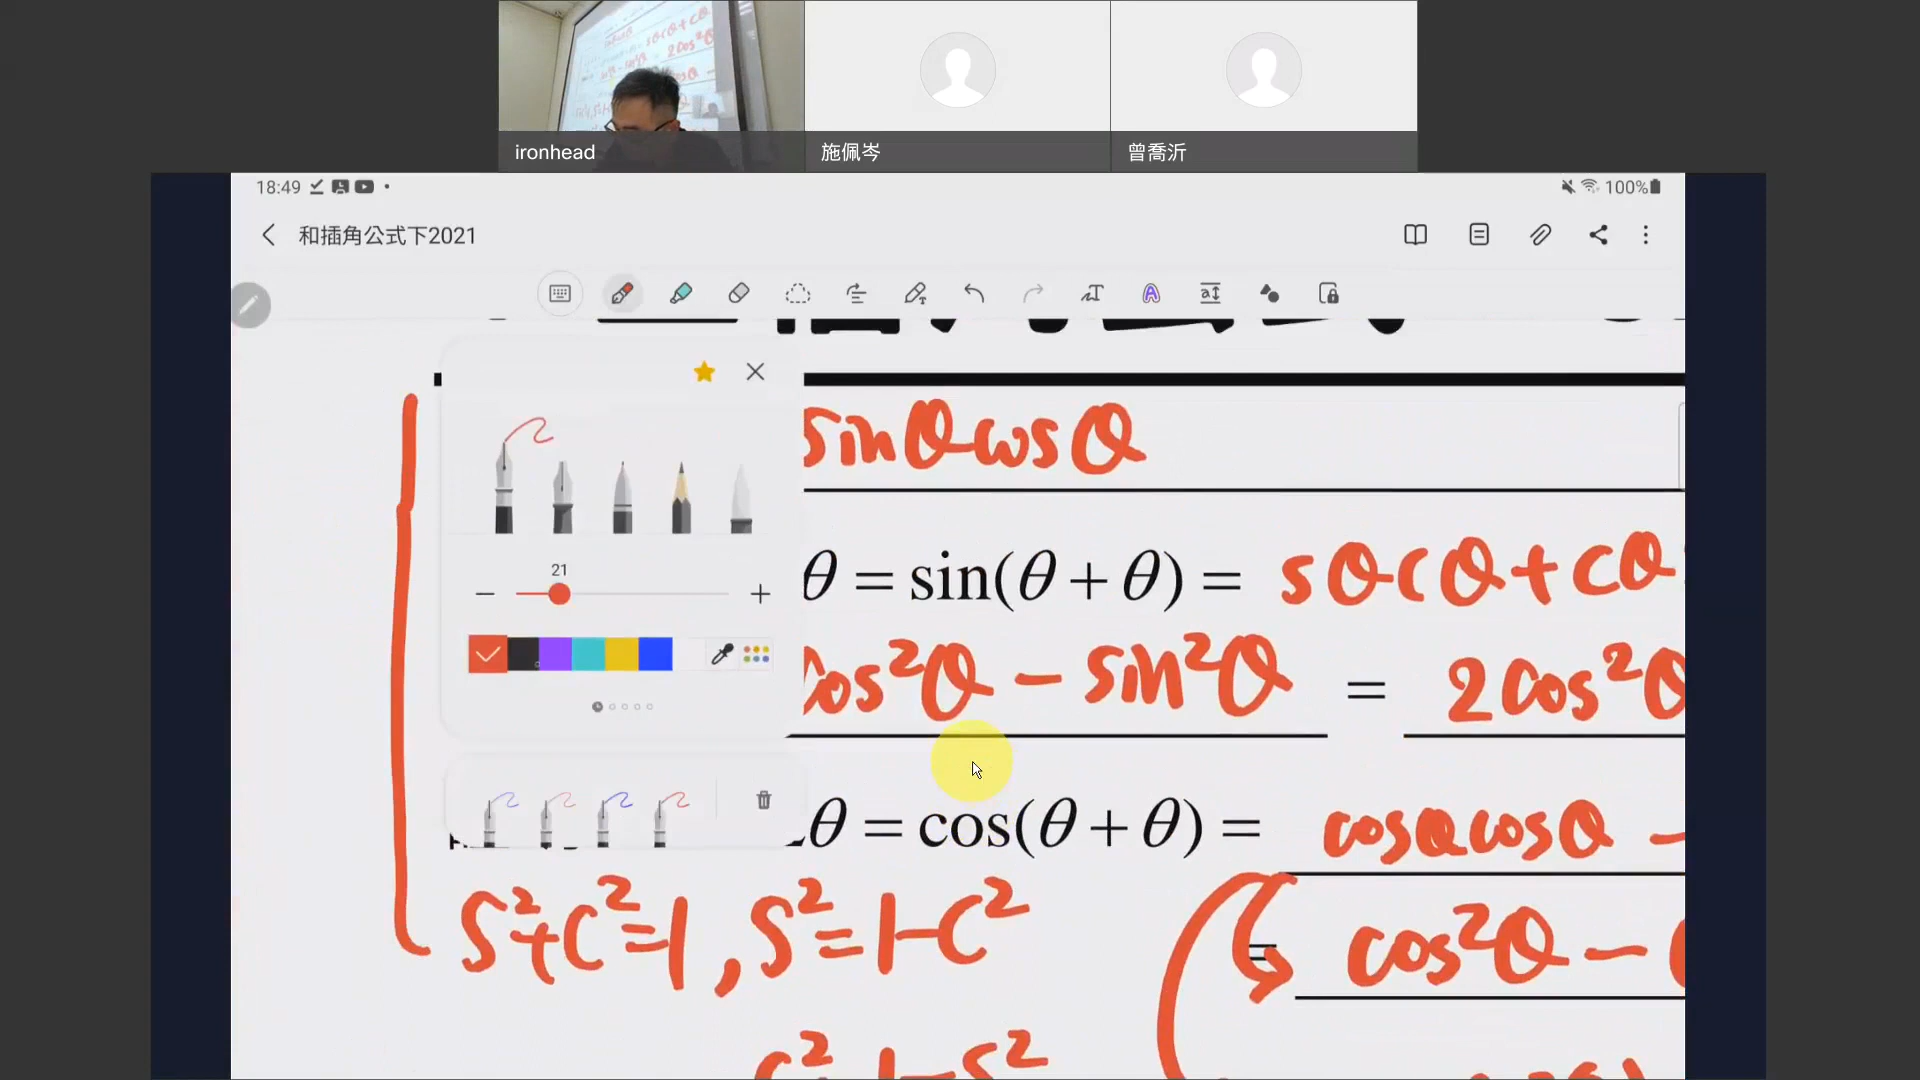 ironhead
施佩岑
曾喬沂
18:49
100%
和插角公式下2021
sinθcosθ
21
θ = sin(θ + θ) = sθcθ+cθ
cos²θ - sin²θ = 2cos²θ
2θ = cos(θ + θ) = cosθcosθ -
S²+C²=1, S²=1-C²
= cos²θ - (
C²=1-S²